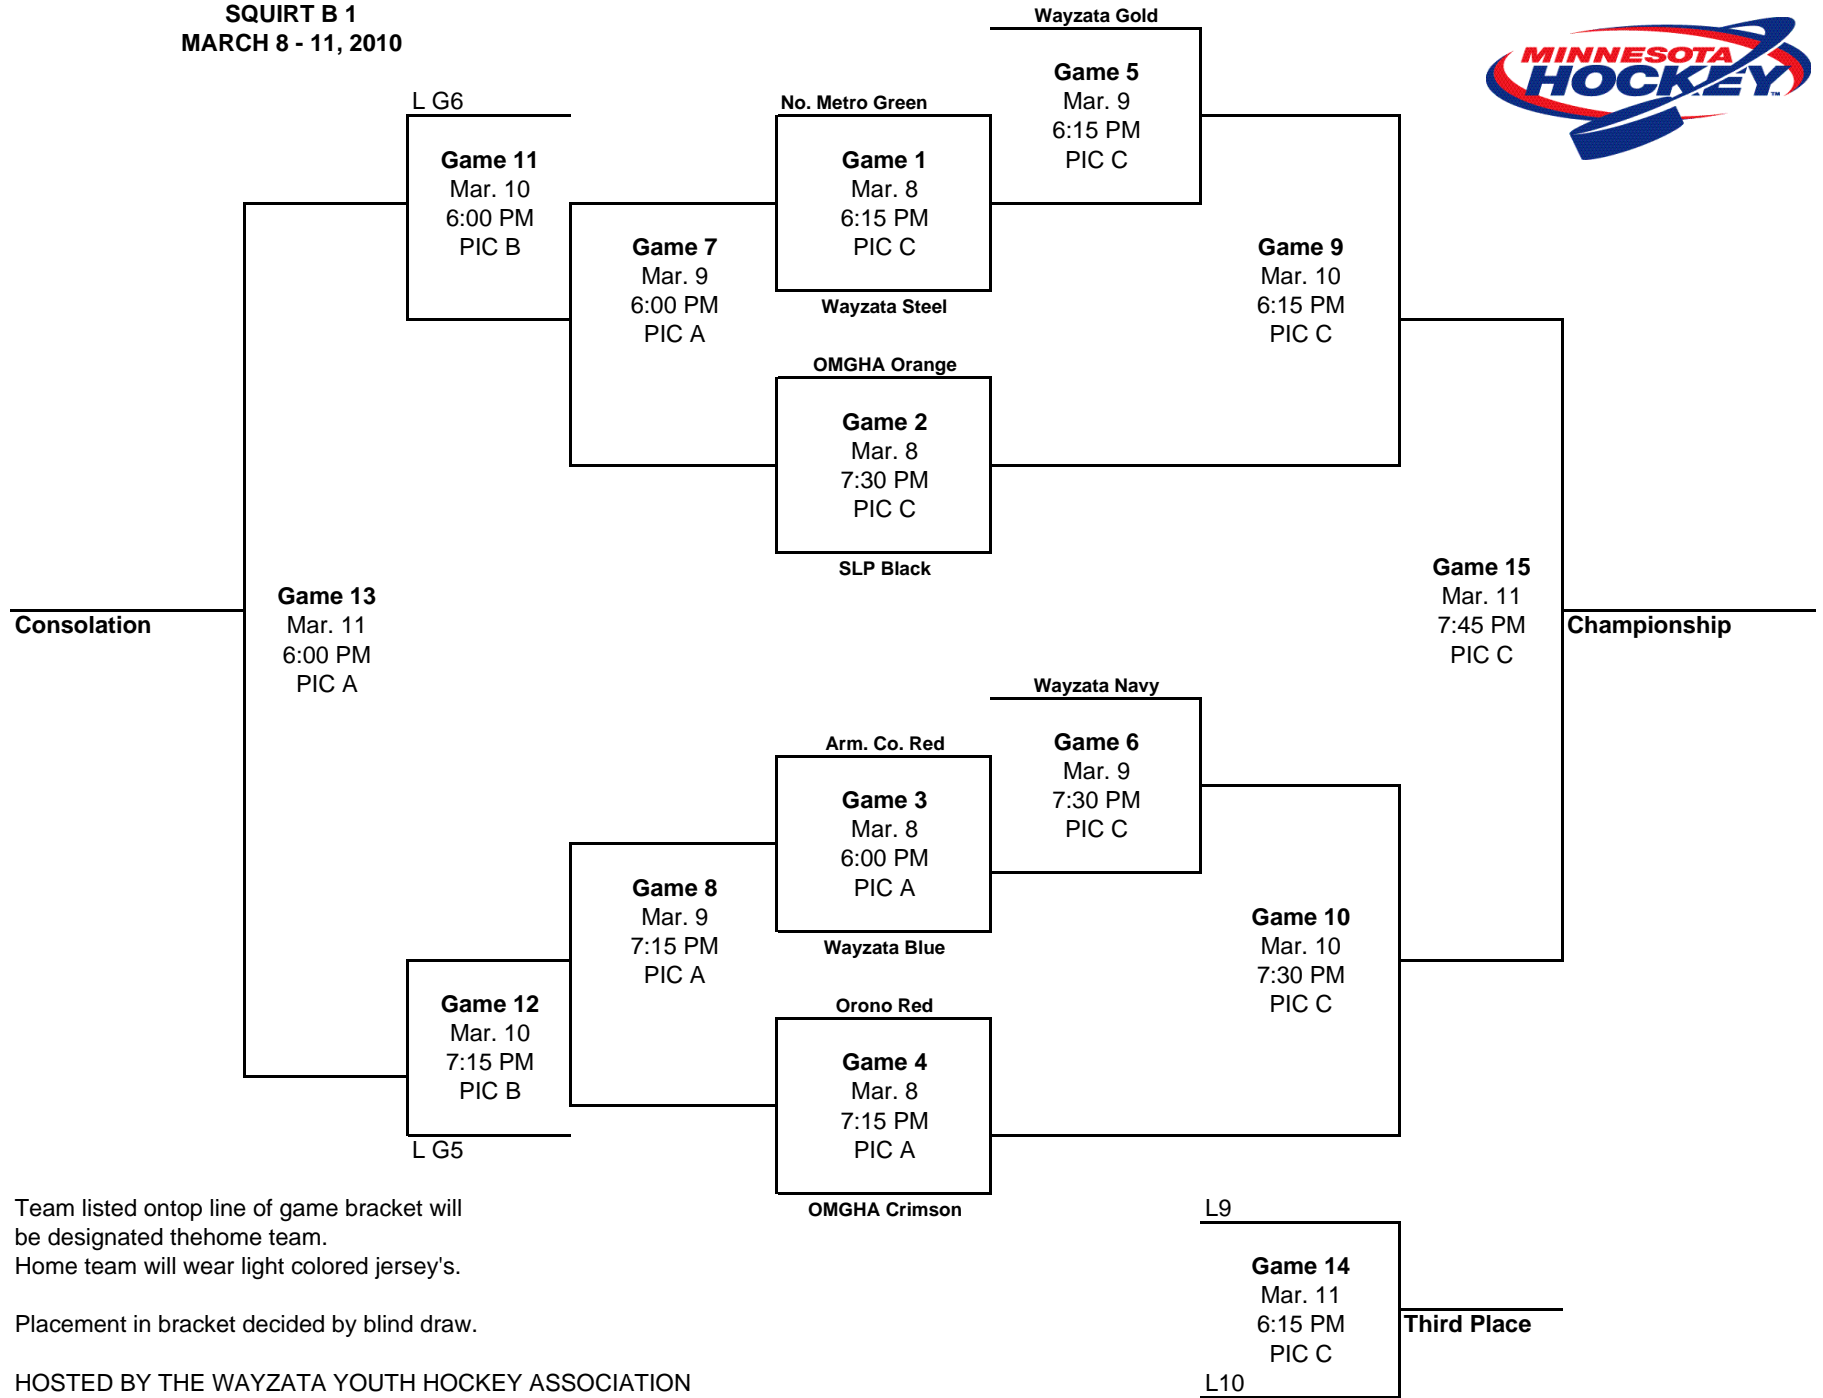 SQUIRT B 1
MARCH 8 - 11, 2010
MINNESOTA
HOCKEY
TM
L G6
Game 11
Mar. 10
6:00 PM
PIC B
Game 7
Mar. 9
6:00 PM
PIC A
No. Metro Green
Game 1
Mar. 8
6:15 PM
PIC C
Wayzata Steel
OMGHA Orange
Game 2
Mar. 8
7:30 PM
PIC C
SLP Black
Wayzata Gold
Game 5
Mar. 9
6:15 PM
PIC C
Game 9
Mar. 10
6:15 PM
PIC C
Consolation
Game 13
Mar. 11
6:00 PM
PIC A
Game 15
Mar. 11
7:45 PM
PIC C
Championship
Wayzata Navy
Game 6
Mar. 9
7:30 PM
PIC C
Arm. Co. Red
Game 3
Mar. 8
6:00 PM
PIC A
Wayzata Blue
Game 8
Mar. 9
7:15 PM
PIC A
Game 10
Mar. 10
7:30 PM
PIC C
Game 12
Mar. 10
7:15 PM
PIC B
L G5
Orono Red
Game 4
Mar. 8
7:15 PM
PIC A
OMGHA Crimson
L9
Game 14
Mar. 11
6:15 PM
PIC C
L10
Third Place
Team listed ontop line of game bracket will
be designated thehome team.
Home team will wear light colored jersey's.
Placement in bracket decided by blind draw.
HOSTED BY THE WAYZATA YOUTH HOCKEY ASSOCIATION